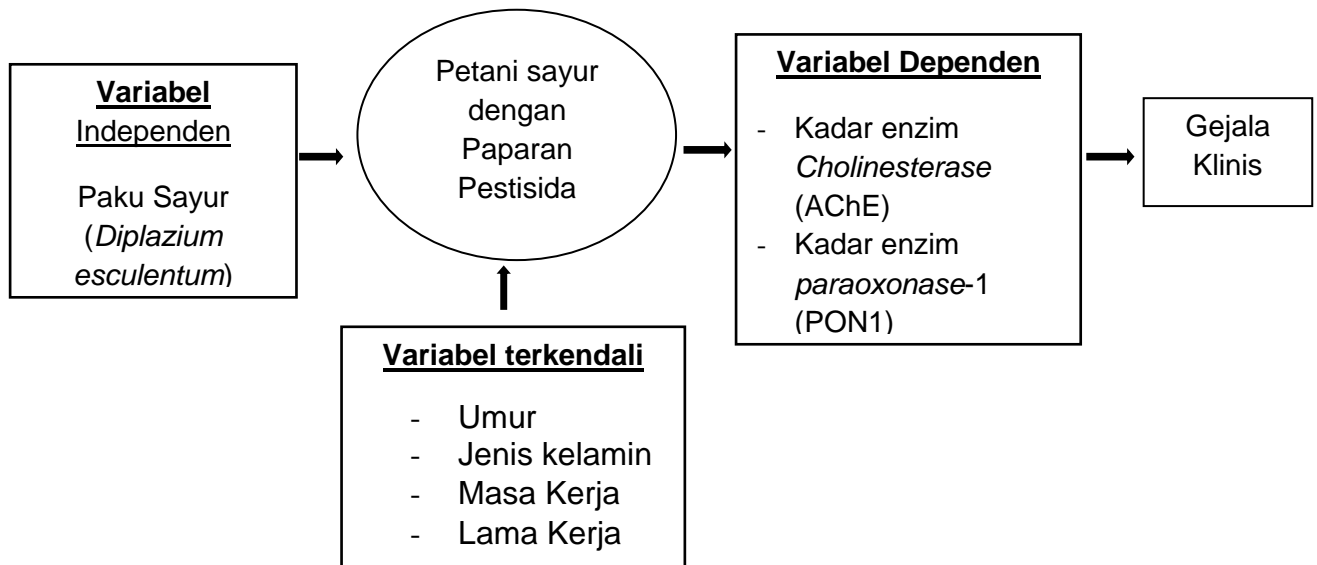 Variabel
Independen
Paku Sayur
(Diplazium
esculentum)
Petani sayur
dengan
Paparan
Pestisida
Variabel Dependen
- Kadar enzim
Cholinesterase
(AChE)
- Kadar enzim
paraoxonase-1
(PON1)
Gejala
Klinis
Variabel terkendali
- Umur
- Jenis kelamin
- Masa Kerja
- Lama Kerja